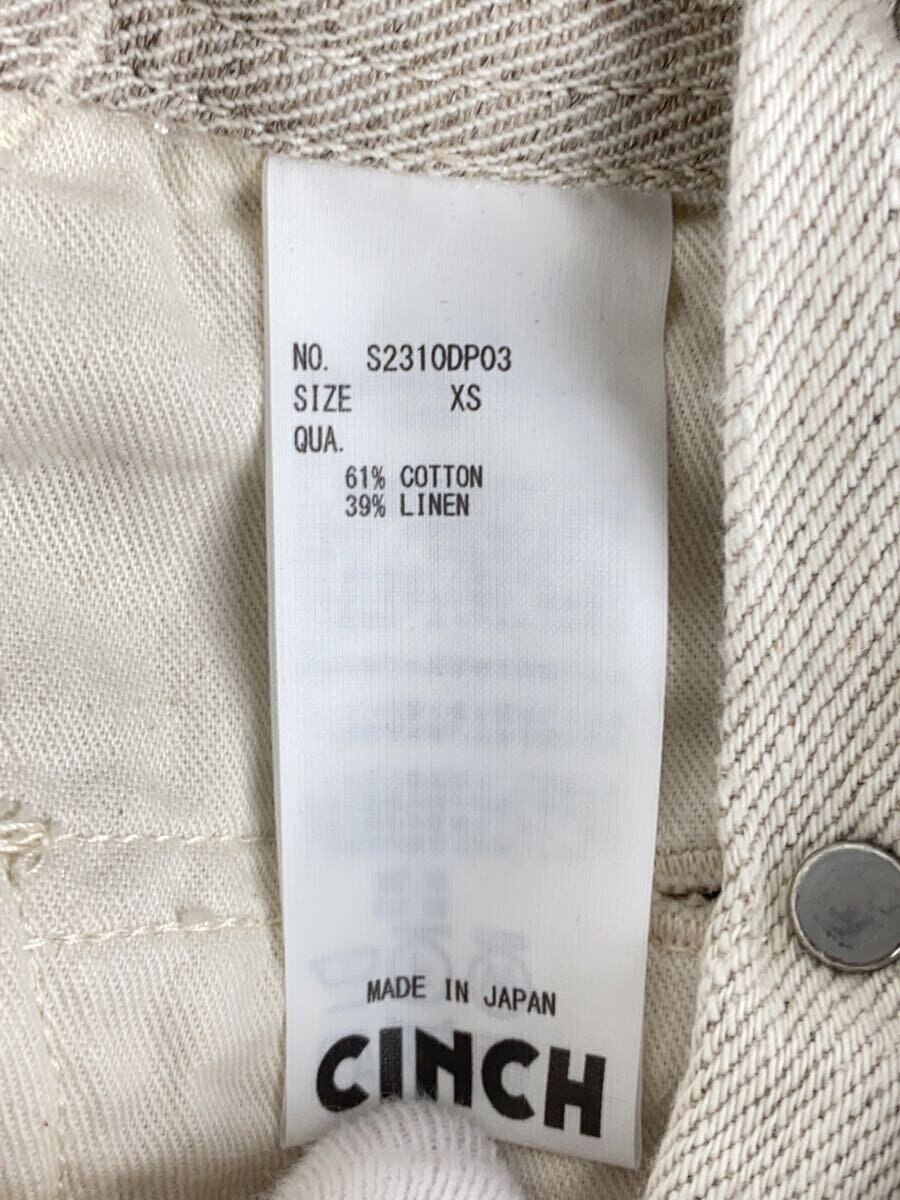 NO. S2310DP03
SIZE XS
QUA.
61% COTTON
39% LINEN
MADE IN JAPAN
CINCH